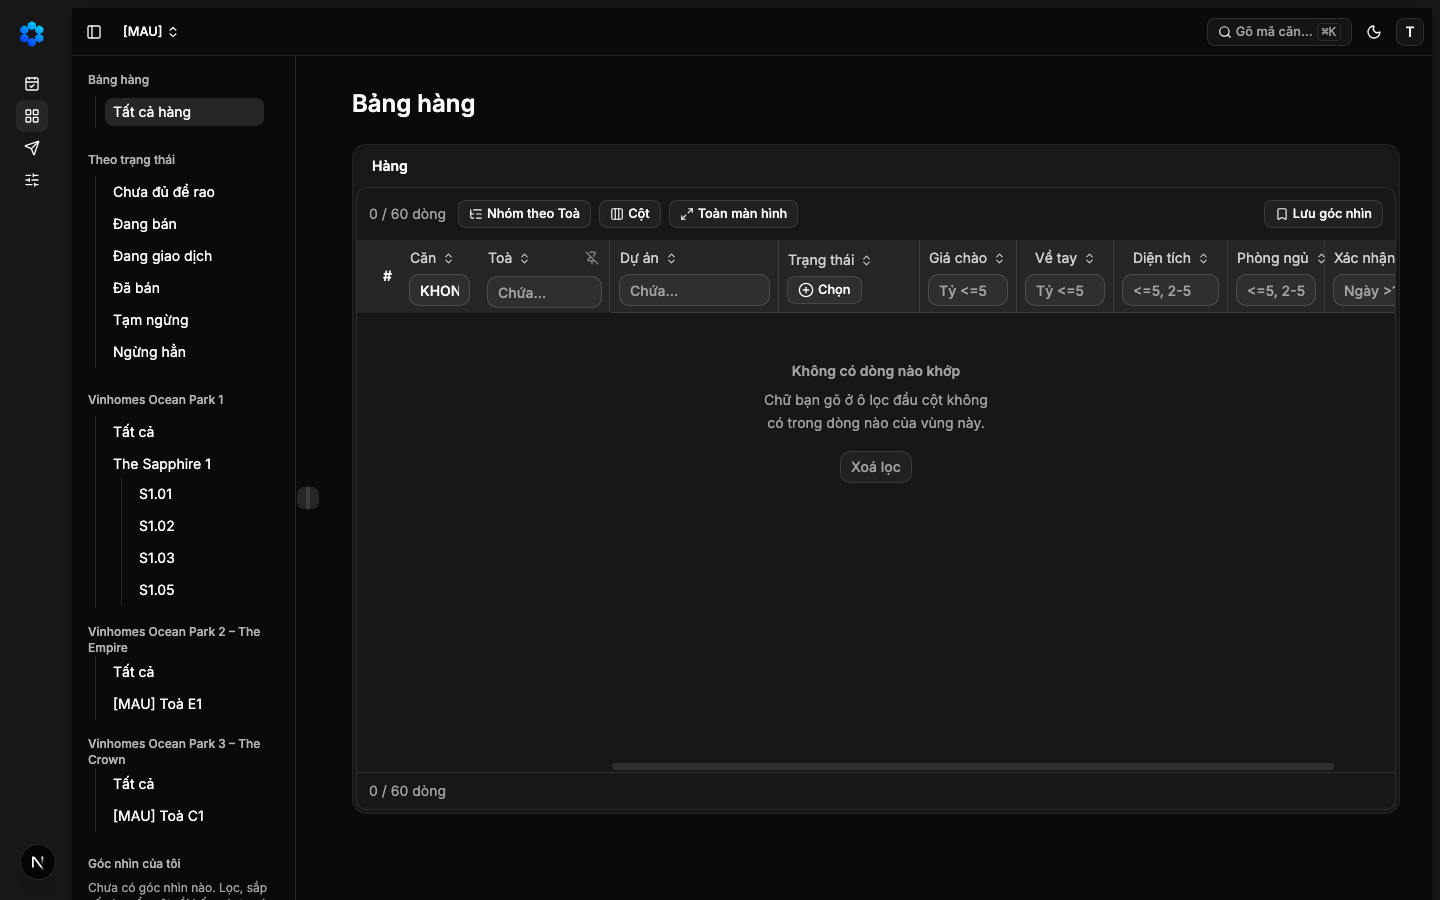 [MAU]
Gõ mã căn...
⌘K
T
Bảng hàng
Tất cả hàng
Theo trạng thái
Chưa đủ để rao
Đang bán
Đang giao dịch
Đã bán
Tạm ngừng
Ngừng hẳn
Vinhomes Ocean Park 1
Tất cả
The Sapphire 1
S1.01
S1.02
S1.03
S1.05
Vinhomes Ocean Park 2 – The
Empire
Tất cả
[MAU] Toà E1
Vinhomes Ocean Park 3 – The
Crown
Tất cả
[MAU] Toà C1
Góc nhìn của tôi
Chưa có góc nhìn nào. Lọc, sắp
N
Bảng hàng
Hàng
0 / 60 dòng
Nhóm theo Toà
Cột
Toàn màn hình
Lưu góc nhìn
#
Căn
Toà
Dự án
Trạng thái
Giá chào
Về tay
Diện tích
Phòng ngủ
Xác nhận
KHON
Chứa...
Chứa...
Chọn
Tỷ <=5
Tỷ <=5
<=5, 2-5
<=5, 2-5
Ngày >
Không có dòng nào khớp
Chữ bạn gõ ở ô lọc đầu cột không
có trong dòng nào của vùng này.
Xoá lọc
0 / 60 dòng